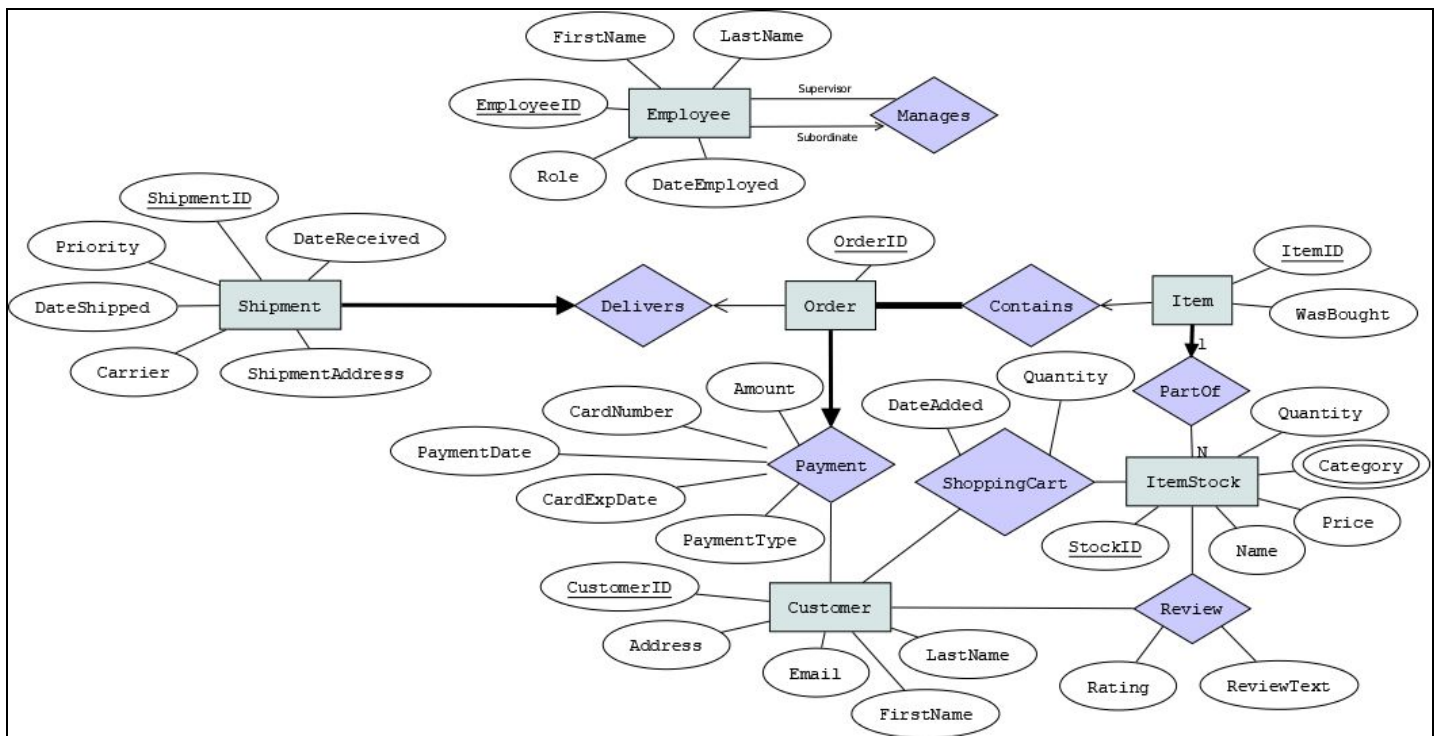 FirstName
LastName
EmployeeID
Employee
Supervisor
Subordinate
Manages
Role
DateEmployed
ShipmentID
Priority
DateReceived
DateShipped
Shipment
Carrier
ShipmentAddress
Delivers
OrderID
Order
Contains
ItemID
Item
WasBought
1
PartOf
N
Amount
CardNumber
PaymentDate
Payment
CardExpDate
PaymentType
DateAdded
Quantity
ShoppingCart
Quantity
Category
ItemStock
Price
StockID
Name
CustomerID
Customer
Address
Email
FirstName
LastName
Review
Rating
ReviewText